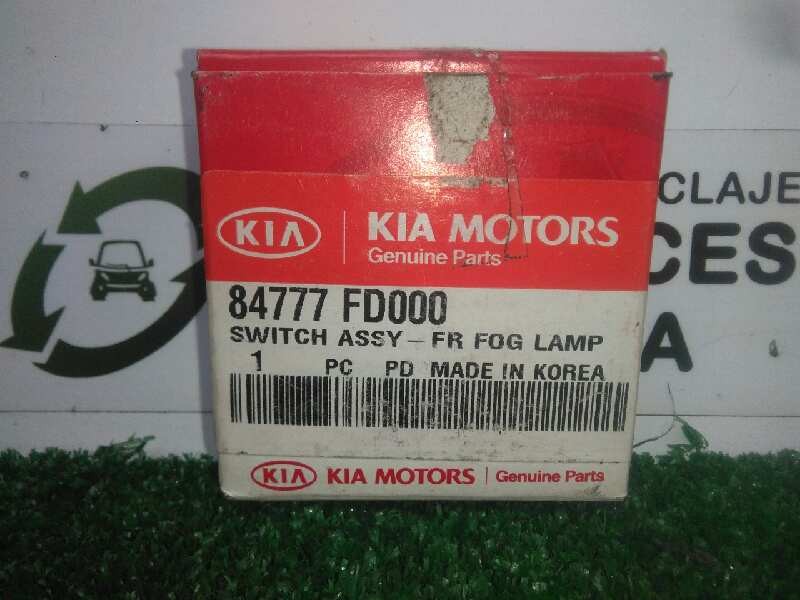 KIA KIA MOTORS
Genuine Parts
CLAJE
CES
A
84777 FD000
SWITCH ASSY-FR FOG LAMP
1 PC PD MADE IN KOREA
KIA KIA MOTORS Genuine Parts